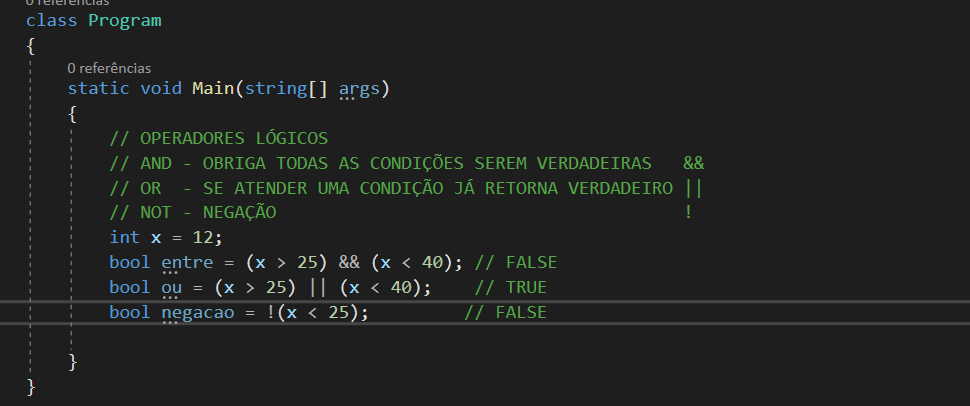 0 referências
class Program
{
0 referências
static void Main(string[] args)
{
// OPERADORES LÓGICOS
// AND - OBRIGA TODAS AS CONDIÇÕES SEREM VERDADEIRAS   &&
// OR  - SE ATENDER UMA CONDIÇÃO JÁ RETORNA VERDADEIRO ||
// NOT - NEGAÇÃO                                       !
int x = 12;
bool entre = (x > 25) && (x < 40); // FALSE
bool ou = (x > 25) || (x < 40);    // TRUE
bool negacao = !(x < 25);         // FALSE
}
}